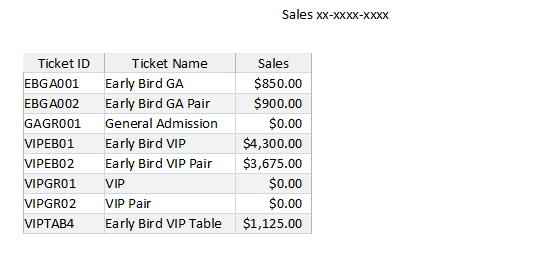 Sales xx-xxxx-xxxx
Ticket ID Ticket Name Sales
EBGA001 Early Bird GA $850.00
EBGA002 Early Bird GA Pair $900.00
GAGR001 General Admission $0.00
VIPEB01 Early Bird VIP $4,300.00
VIPEB02 Early Bird VIP Pair $3,675.00
VIPGR01 VIP $0.00
VIPGR02 VIP Pair $0.00
VIPTAB4 Early Bird VIP Table $1,125.00